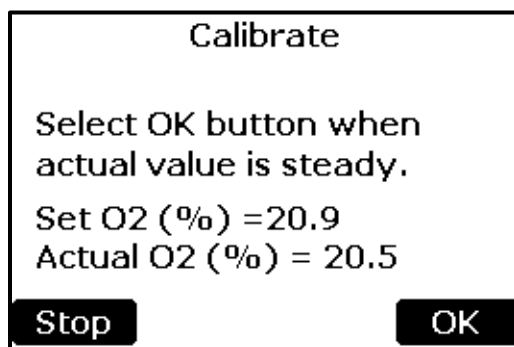 Calibrate
Select OK button when
actual value is steady.
Set O2 (%) =20.9
Actual O2 (%) = 20.5
Stop
OK